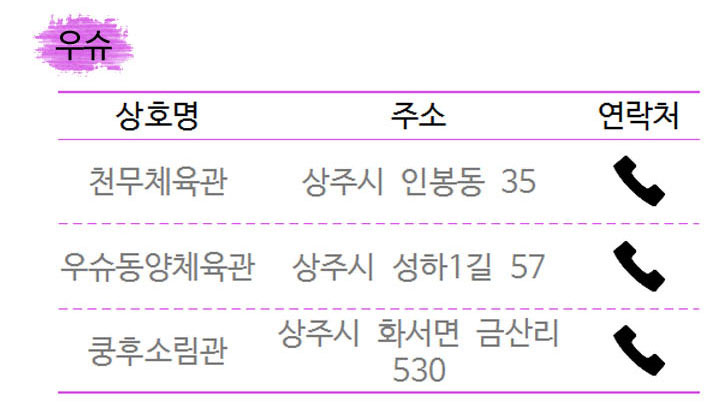 우슈
상호명 주소 연락처
천무체육관 상주시 인봉동 35
우슈동양체육관 상주시 성하1길 57
쿵후소림관 상주시 화서면 금산리
530